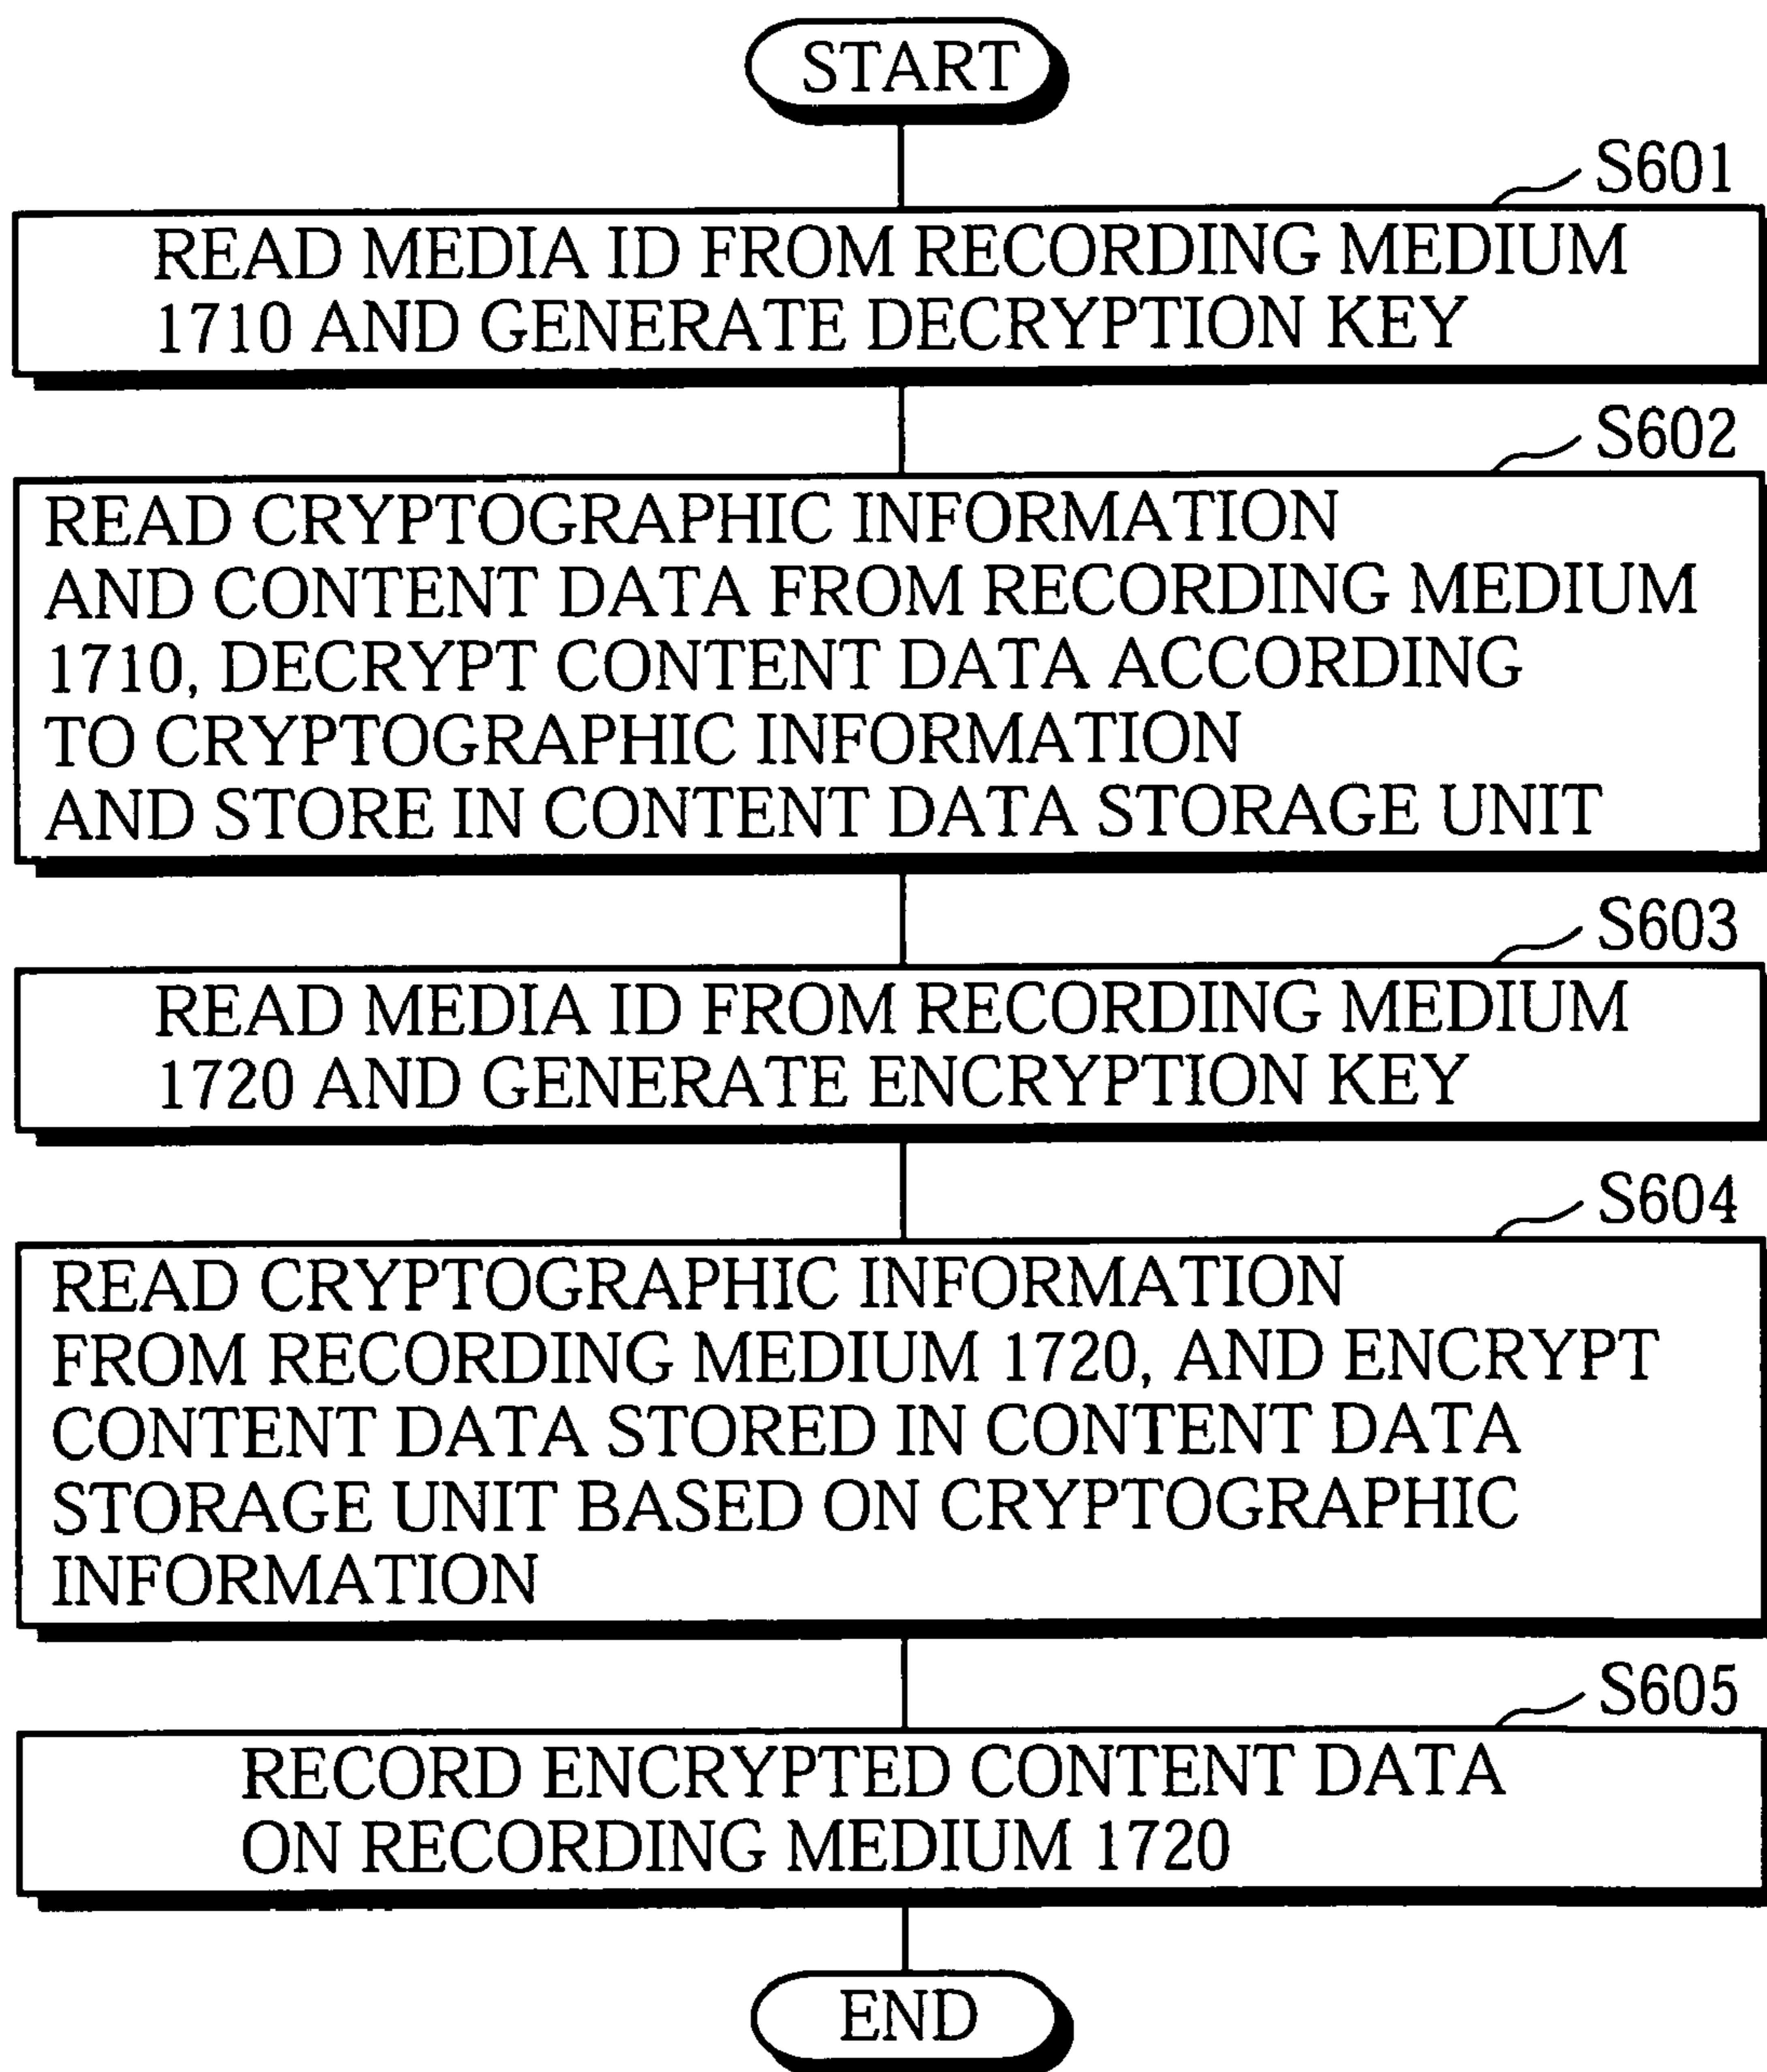 START
S601
READ MEDIA ID FROM RECORDING MEDIUM
1710 AND GENERATE DECRYPTION KEY
S602
READ CRYPTOGRAPHIC INFORMATION
AND CONTENT DATA FROM RECORDING MEDIUM
1710, DECRYPT CONTENT DATA ACCORDING
TO CRYPTOGRAPHIC INFORMATION
AND STORE IN CONTENT DATA STORAGE UNIT
S603
READ MEDIA ID FROM RECORDING MEDIUM
1720 AND GENERATE ENCRYPTION KEY
S604
READ CRYPTOGRAPHIC INFORMATION
FROM RECORDING MEDIUM 1720, AND ENCRYPT
CONTENT DATA STORED IN CONTENT DATA
STORAGE UNIT BASED ON CRYPTOGRAPHIC
INFORMATION
S605
RECORD ENCRYPTED CONTENT DATA
ON RECORDING MEDIUM 1720
END